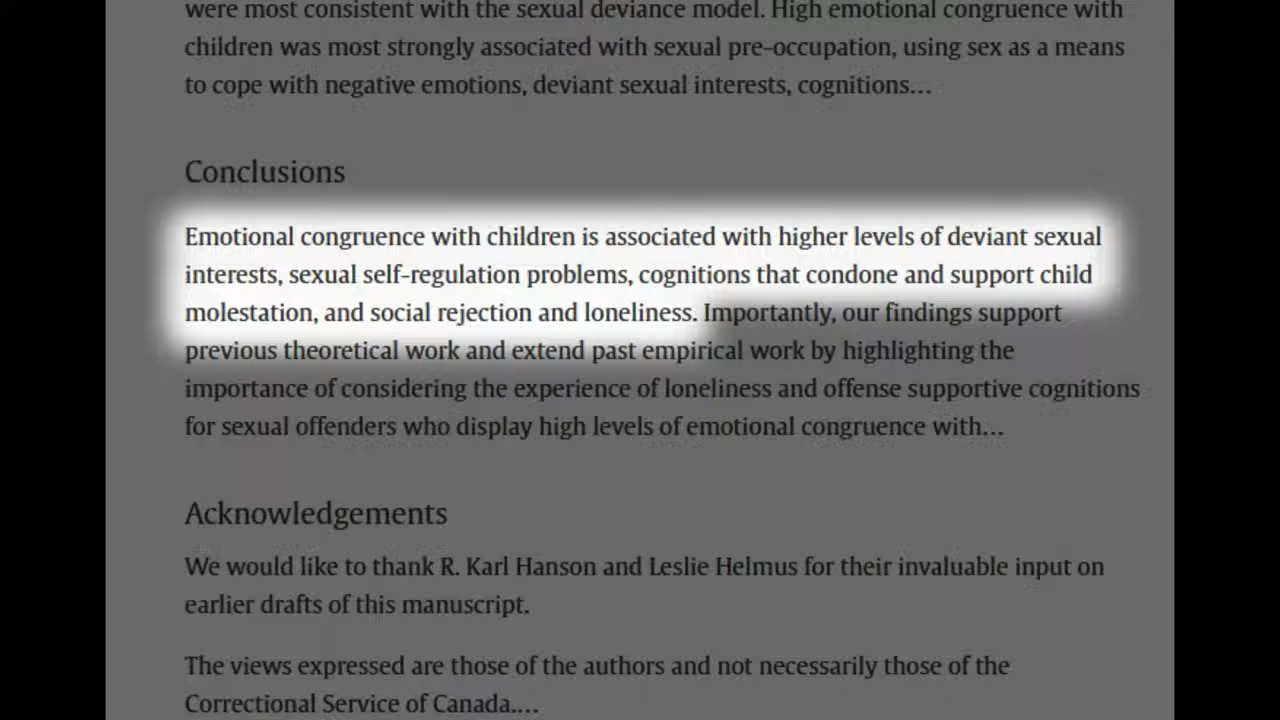 were most consistent with the sexual deviance model. High emotional congruence with
children was most strongly associated with sexual pre-occupation, using sex as a means
to cope with negative emotions, deviant sexual interests, cognitions…
Conclusions
Emotional congruence with children is associated with higher levels of deviant sexual
interests, sexual self-regulation problems, cognitions that condone and support child
molestation, and social rejection and loneliness. Importantly, our findings support
previous theoretical work and extend past empirical work by highlighting the
importance of considering the experience of loneliness and offense supportive cognitions
for sexual offenders who display high levels of emotional congruence with…
Acknowledgements
We would like to thank R. Karl Hanson and Leslie Helmus for their invaluable input on
earlier drafts of this manuscript.
The views expressed are those of the authors and not necessarily those of the
Correctional Service of Canada.…